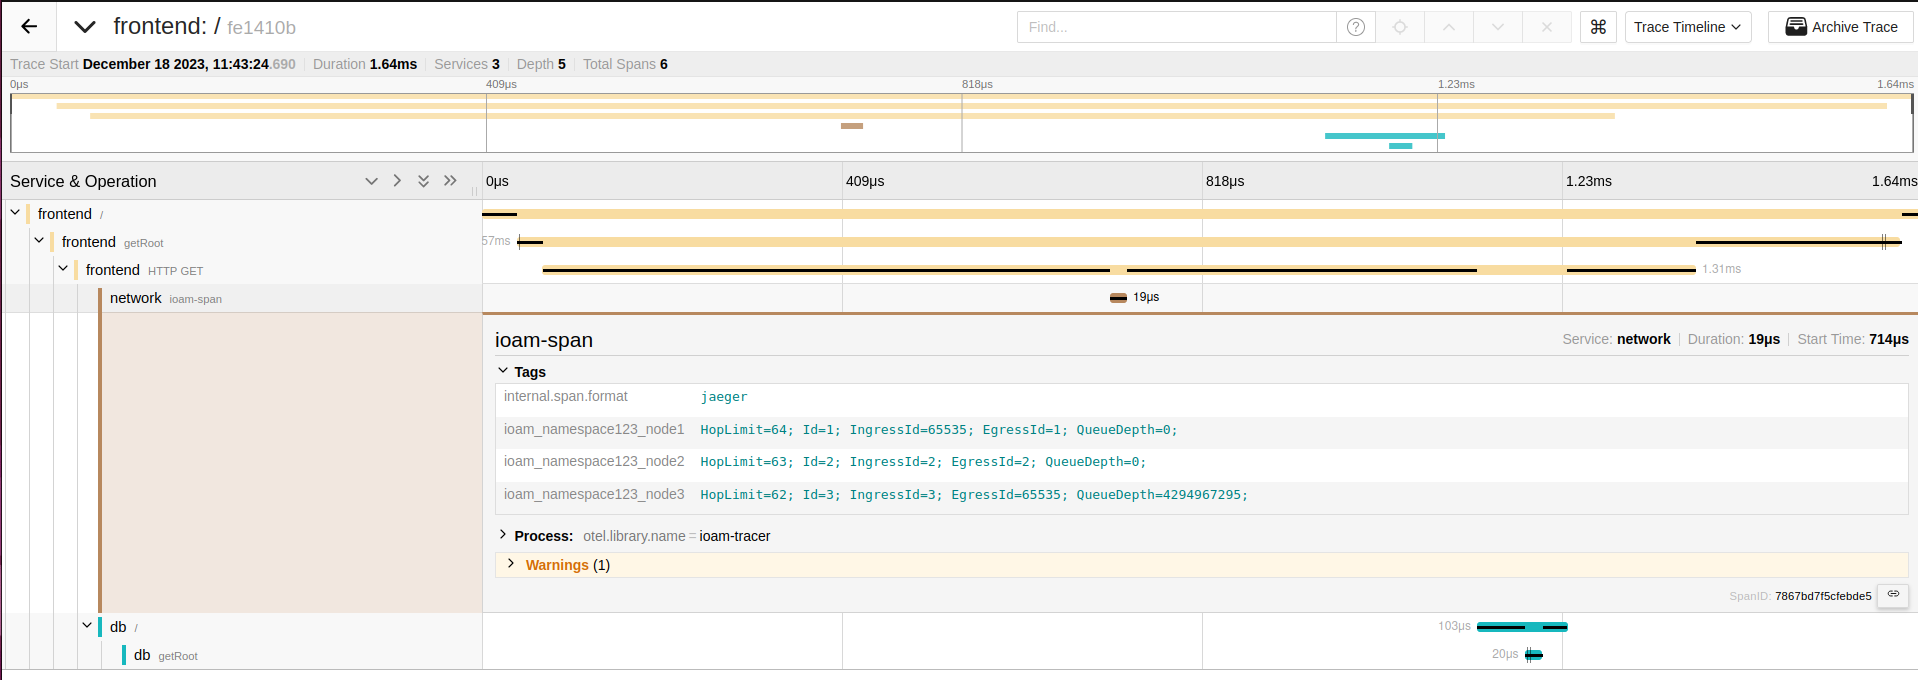 frontend: / fe1410b
Find...
?
⌘
Trace Timeline
Archive Trace
Trace Start December 18 2023, 11:43:24.690 Duration 1.64ms Services 3 Depth 5 Total Spans 6
0μs 409μs 818μs 1.23ms 1.64ms
Service & Operation 0μs 409μs 818μs 1.23ms 1.64ms
frontend /
frontend getRoot 57ms
frontend HTTP GET 1.31ms
network ioam-span 19μs
ioam-span Service: network Duration: 19μs Start Time: 714μs
Tags
internal.span.format jaeger
ioam_namespace123_node1 HopLimit=64; Id=1; IngressId=65535; EgressId=1; QueueDepth=0;
ioam_namespace123_node2 HopLimit=63; Id=2; IngressId=2; EgressId=2; QueueDepth=0;
ioam_namespace123_node3 HopLimit=62; Id=3; IngressId=3; EgressId=65535; QueueDepth=4294967295;
Process: otel.library.name = ioam-tracer
Warnings (1)
SpanID: 7867bd7f5cfebde5
db / 103μs
db getRoot 20μs